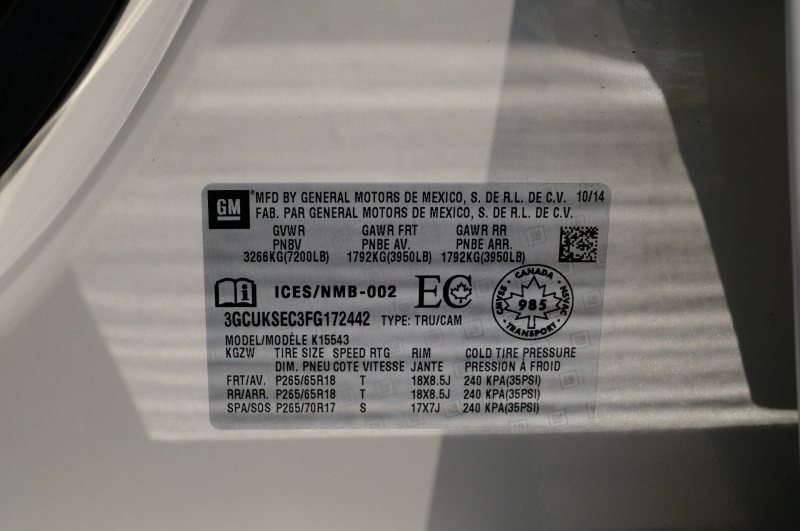 GM MFD BY GENERAL MOTORS DE MEXICO, S. DE R.L. DE C.V. 10/14
FAB. PAR GENERAL MOTORS DE MEXICO, S. DE R.L. DE C.V.
GVWR GAWR FRT GAWR RR
PNBV PNBE AV. PNBE ARR.
3266KG(7200LB) 1792KG(3950LB) 1792KG(3950LB)
ICES/NMB-002 EC
CANADA
CMVSS 985 NSVAC
TRANSPORT
3GCUKSEC3FG172442 TYPE: TRU/CAM
MODEL/MODÈLE K15543
KGZW TIRE SIZE SPEED RTG RIM COLD TIRE PRESSURE
DIM. PNEU COTE VITESSE JANTE PRESSION À FROID
FRT/AV. P265/65R18 T 18X8.5J 240 KPA(35PSI)
RR/ARR. P265/65R18 T 18X8.5J 240 KPA(35PSI)
SPA/SOS P265/70R17 S 17X7J 240 KPA(35PSI)